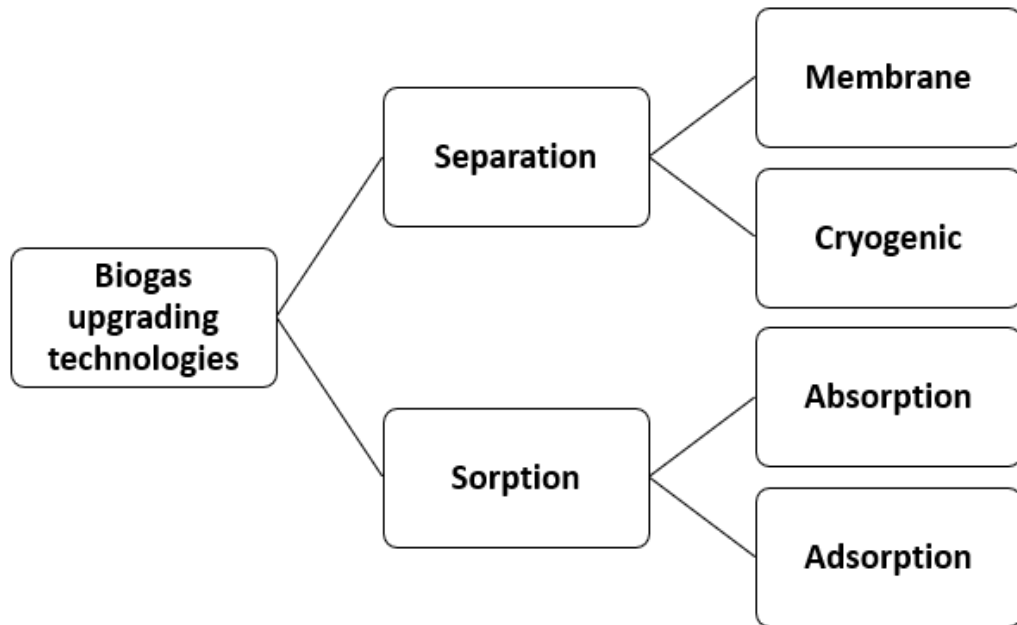 Biogas
upgrading
technologies
Separation
Sorption
Membrane
Cryogenic
Absorption
Adsorption